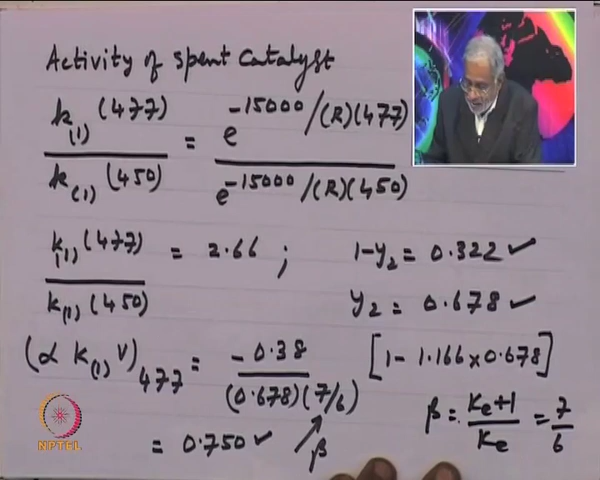 Activity of Spent Catalyst
k(1) (477) / k(1) (450) = e^-15000/(R)(477) / e^-15000/(R)(450)
k(1) (477) / k(1) (450) = 2.66 ; 1-y2 = 0.322 ✓
y2 = 0.678 ✓
(α k(1) V)477 = -0.38 / (0.678)(7/6) [1- 1.166×0.678]
= 0.750 ✓ β β = Ke+1 / Ke = 7/6
NPTEL